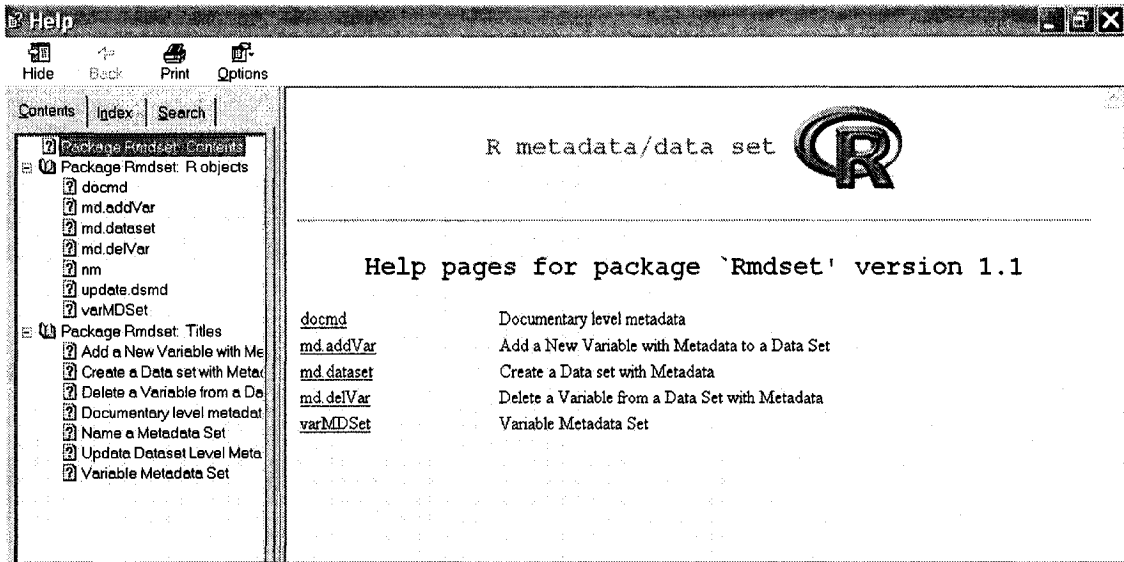 Help
Hide Back Print Options
Contents Index Search
Package Rmdset: Contents
Package Rmdset: R objects
docmd
md.addVar
md.dataset
md.delVar
nm
update.dsmd
varMDSet
Package Rmdset: Titles
Add a New Variable with Me
Create a Data set with Meta
Delete a Variable from a Da
Documentary level metadat
Name a Metadata Set
Updata Dataset Level Meta
Variable Metadata Set
R metadata/data set
R
Help pages for package `Rmdset' version 1.1
docmd Documentary level metadata
md.addVar Add a New Variable with Metadata to a Data Set
md.dataset Create a Data set with Metadata
md.delVar Delete a Variable from a Data Set with Metadata
varMDSet Variable Metadata Set